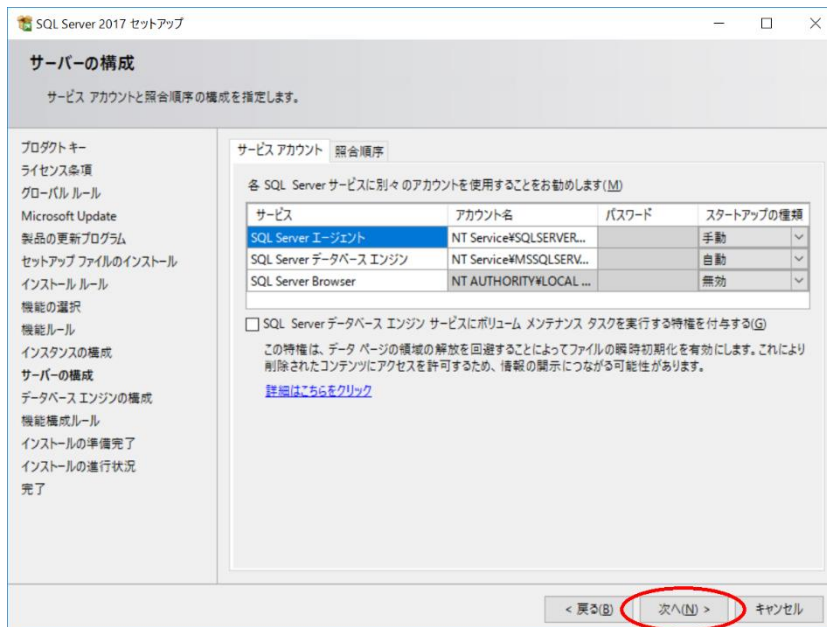 SQL Server 2017 セットアップ
サーバーの構成
サービス アカウントと照合順序の構成を指定します。
プロダクト キー
ライセンス条項
グローバル ルール
Microsoft Update
製品の更新プログラム
セットアップ ファイルのインストール
インストール ルール
機能の選択
機能ルール
インスタンスの構成
サーバーの構成
データベース エンジンの構成
機能構成ルール
インストールの準備完了
インストールの進行状況
完了
サービス アカウント 照合順序
各 SQL Server サービスに別々のアカウントを使用することをお勧めします(M)
サービス アカウント名 パスワード スタートアップの種類
SQL Server エージェント NT Service¥SQLSERVER... 手動
SQL Server データベース エンジン NT Service¥MSSQLSERV... 自動
SQL Server Browser NT AUTHORITY¥LOCAL ... 無効
SQL Server データベース エンジン サービスにボリューム メンテナンス タスクを実行する特権を付与する(G)
この特権は、データ ページの領域の解放を回避することによってファイルの瞬時初期化を有効にします。これにより
削除されたコンテンツにアクセスを許可するため、情報の開示につながる可能性があります。
詳細はこちらをクリック
< 戻る(B) 次へ(N) > キャンセル